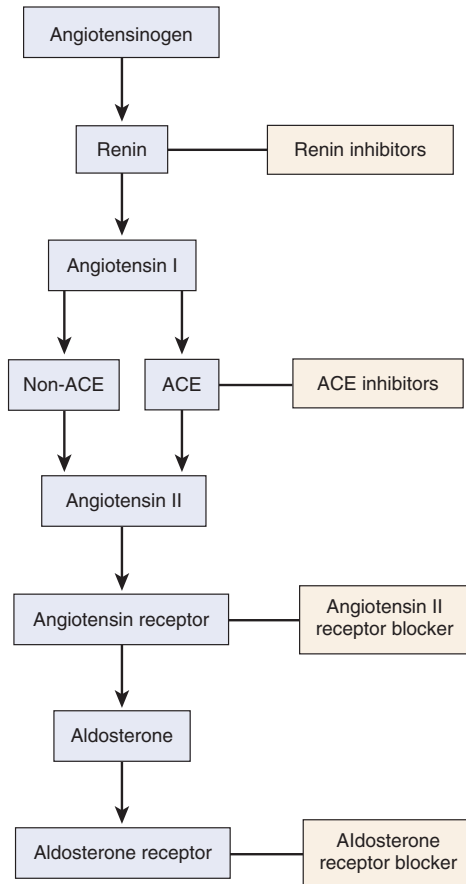 Angiotensinogen
Renin
Renin inhibitors
Angiotensin I
Non-ACE
ACE
ACE inhibitors
Angiotensin II
Angiotensin receptor
Angiotensin II
receptor blocker
Aldosterone
Aldosterone receptor
Aldosterone
receptor blocker